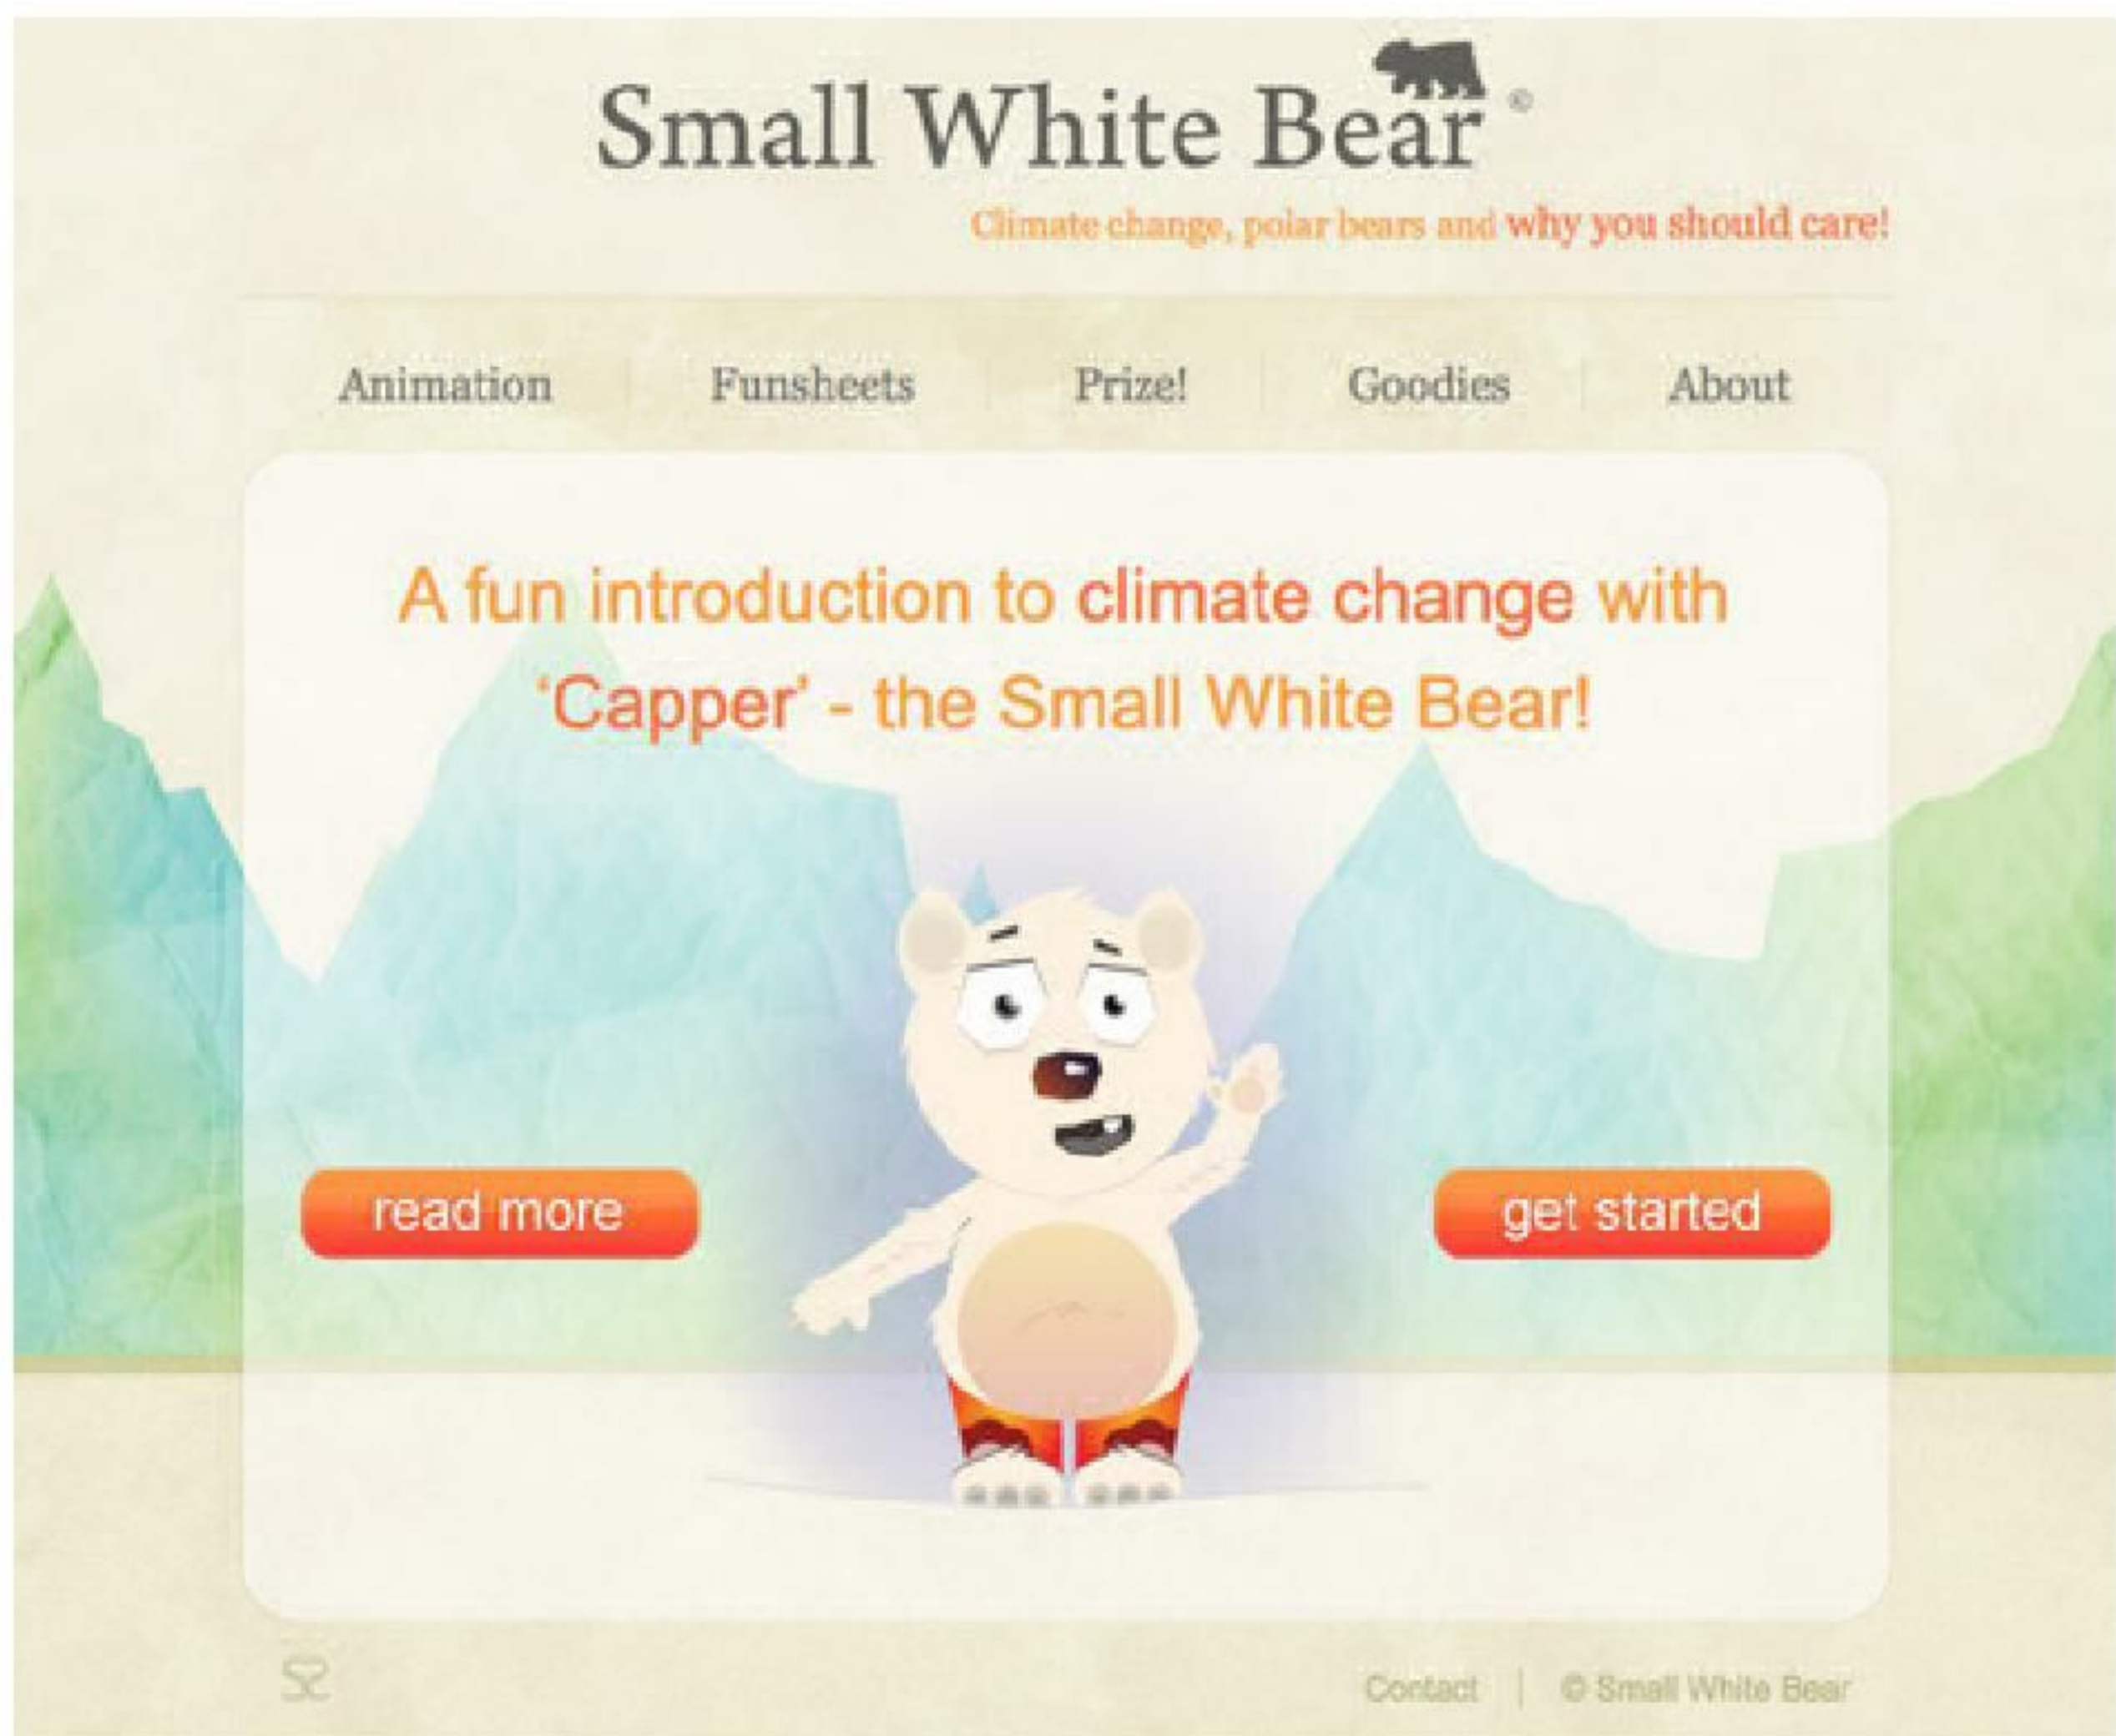 Small White Bear ©
Climate change, polar bears and why you should care!
Animation Funsheets Prize! Goodies About
A fun introduction to climate change with
‘Capper’ - the Small White Bear!
read more get started
Contact | © Small White Bear